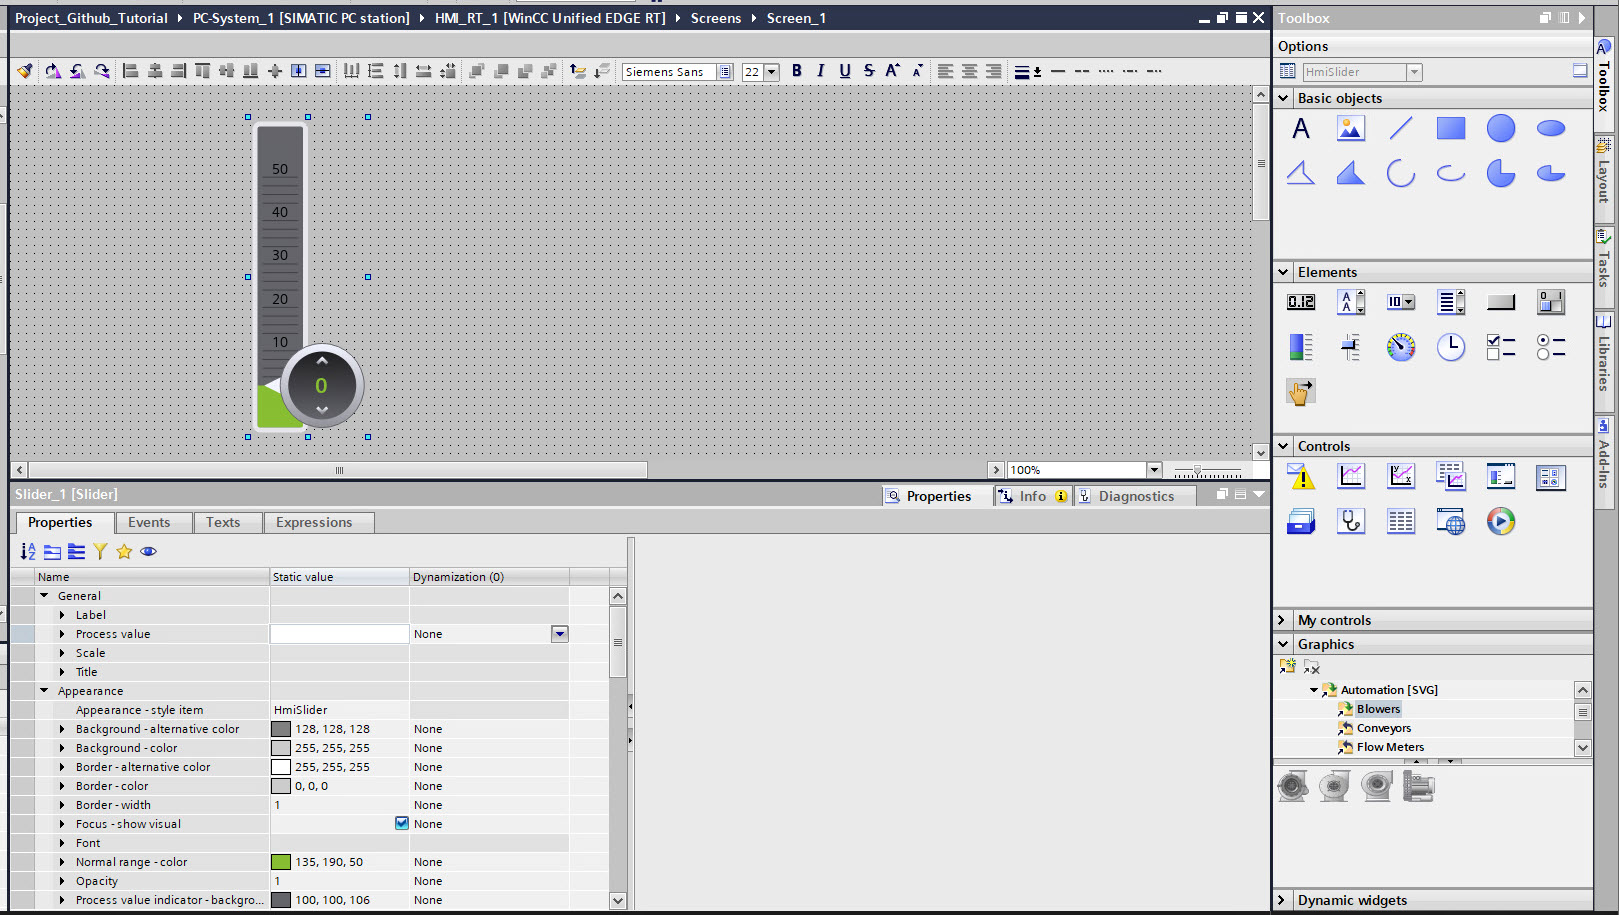 Project_Github_Tutorial ▸ PC-System_1 [SIMATIC PC station] ▸ HMI_RT_1 [WinCC Unified EDGE RT] ▸ Screens ▸ Screen_1
Siemens Sans
22
B I U S A A
50
40
30
20
10
0
100%
Slider_1 [Slider]
Properties
Info
Diagnostics
Properties
Events
Texts
Expressions
Name Static value Dynamization (0)
General
Label
Process value None
Scale
Title
Appearance
Appearance - style item HmiSlider
Background - alternative color 128, 128, 128 None
Background - color 255, 255, 255 None
Border - alternative color 255, 255, 255 None
Border - color 0, 0, 0 None
Border - width 1 None
Focus - show visual None
Font
Normal range - color 135, 190, 50 None
Opacity 1 None
Process value indicator - backgro... 100, 100, 106 None
Toolbox
Options
HmiSlider
Basic objects
A
Elements
0.12
A
A
10
0 1
Controls
My controls
Graphics
Automation [SVG]
Blowers
Conveyors
Flow Meters
Dynamic widgets
Toolbox
Layout
Tasks
Libraries
Add-Ins